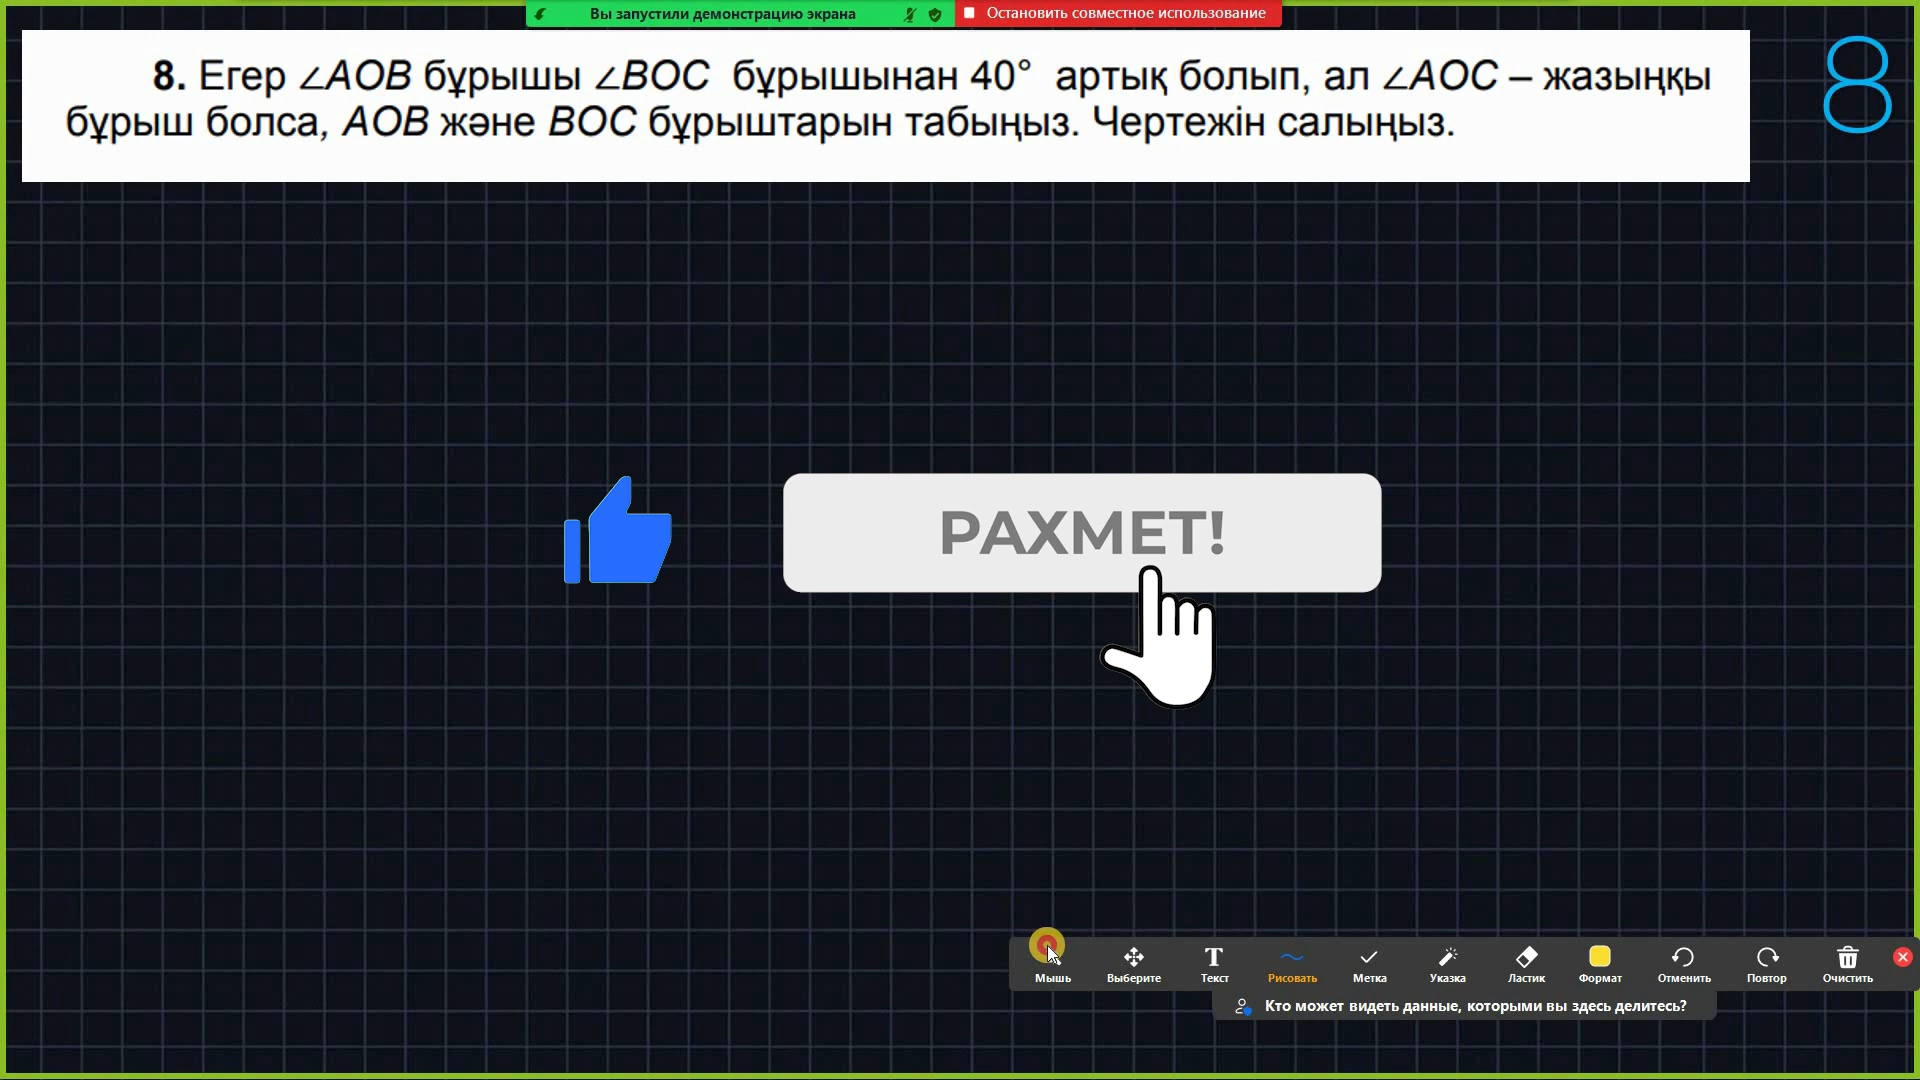 Вы запустили демонстрацию экрана
Остановить совместное использование
8. Егер ∠AOB бұрышы ∠BOC бұрышынан 40° артық болып, ал ∠AOC – жазыңқы
бұрыш болса, AOB және BOC бұрыштарын табыңыз. Чертежін салыңыз.
8
РАХМЕТ!
Мышь Выберите Текст Рисовать Метка Указка Ластик Формат Отменить Повтор Очистить
Кто может видеть данные, которыми вы здесь делитесь?